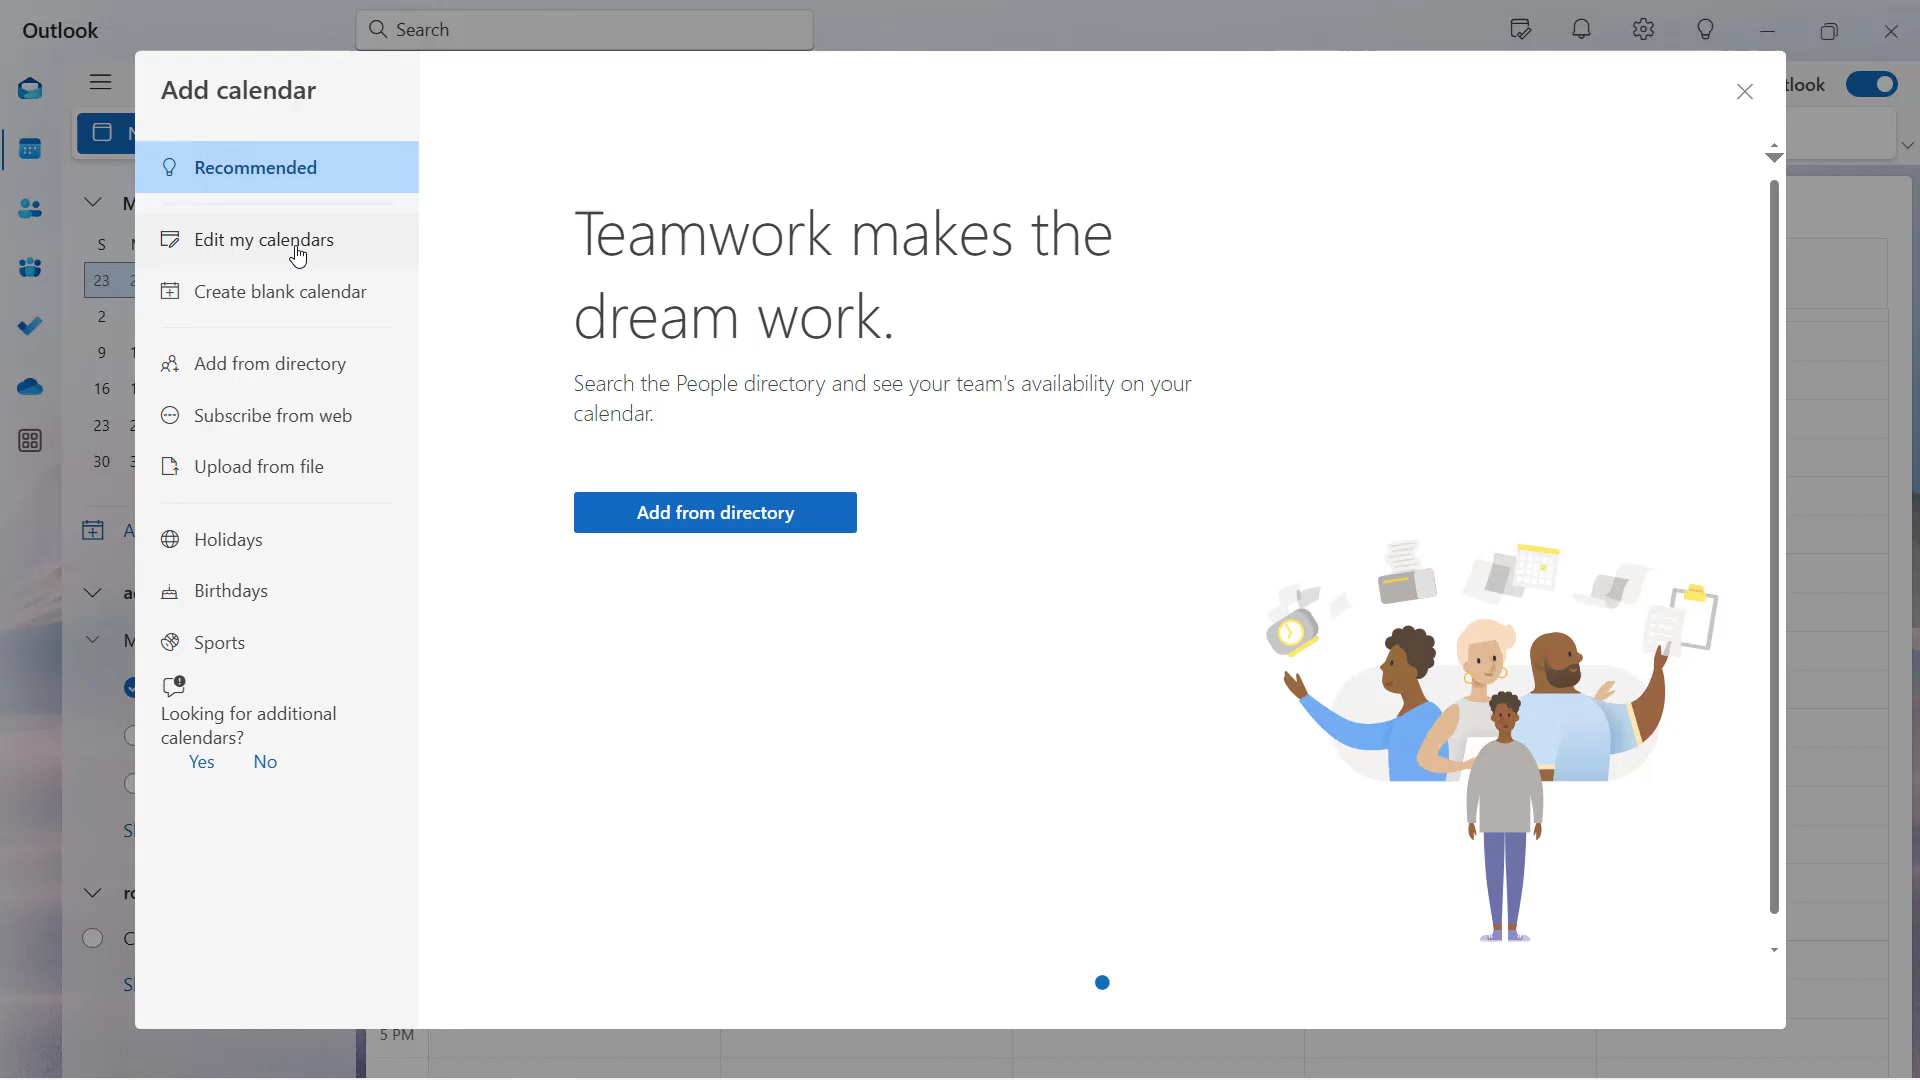 Outlook
Search
Add calendar
tlook
Recommended
Edit my calendars
Create blank calendar
Add from directory
Subscribe from web
Upload from file
Holidays
Birthdays
Sports
Looking for additional
calendars?
Yes No
Teamwork makes the
dream work.
Search the People directory and see your team's availability on your
calendar.
Add from directory
S
23
2
9
16
23
30
5 PM